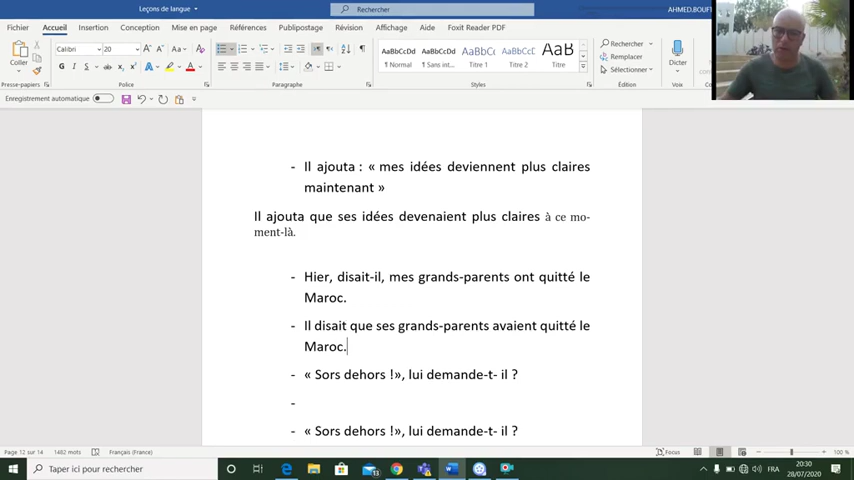 Leçons de langue
Rechercher
AHMED.BOUFT
Fichier Accueil Insertion Conception Mise en page Références Publipostage Révision Affichage Aide Foxit Reader PDF
Coller
Calibri 20
AaBbCcDd AaBbCcDd AaBbCc AaBbCcD AaB
Rechercher
Remplacer
Sélectionner
Dicter
¶ Normal ¶ Sans int... Titre 1 Titre 2 Titre
Presse-papiers Police Paragraphe Styles Modification Voix
Enregistrement automatique
- Il ajouta : « mes idées deviennent plus claires
maintenant »
Il ajouta que ses idées devenaient plus claires à ce mo-
ment-là.
- Hier, disait-il, mes grands-parents ont quitté le
Maroc.
- Il disait que ses grands-parents avaient quitté le
Maroc.
- « Sors dehors !», lui demande-t- il ?
-
- « Sors dehors !», lui demande-t- il ?
Page 12 sur 14 1482 mots Français (France) Focus 100 %
Taper ici pour rechercher
FRA
20:30
28/07/2020